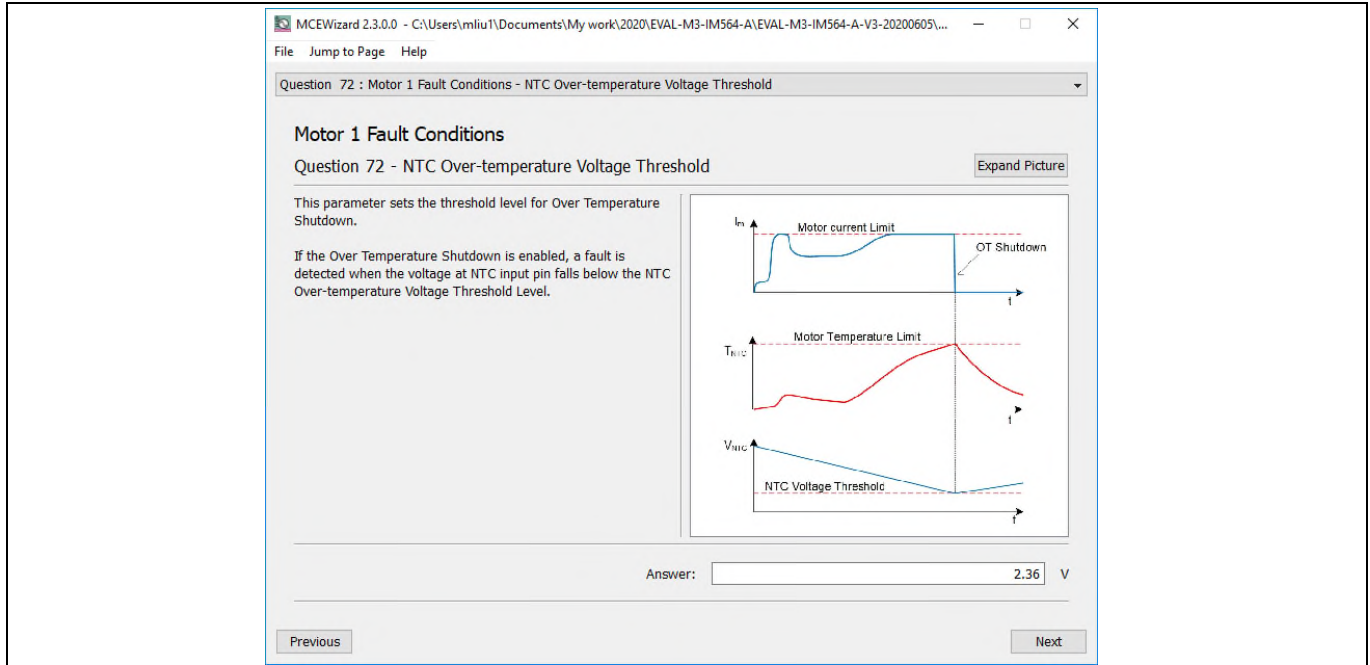 MCEWizard 2.3.0.0 - C:\Users\mliu1\Documents\My work\2020\EVAL-M3-IM564-A\EVAL-M3-IM564-A-V3-20200605\...
File Jump to Page Help
Question 72 : Motor 1 Fault Conditions - NTC Over-temperature Voltage Threshold
Motor 1 Fault Conditions
Question 72 - NTC Over-temperature Voltage Threshold
Expand Picture
This parameter sets the threshold level for Over Temperature
Shutdown.
If the Over Temperature Shutdown is enabled, a fault is
detected when the voltage at NTC input pin falls below the NTC
Over-temperature Voltage Threshold Level.
Im
Motor current Limit
OT Shutdown
t
Motor Temperature Limit
TNTC
t
VNTC
NTC Voltage Threshold
t
Answer: 2.36 V
Previous
Next